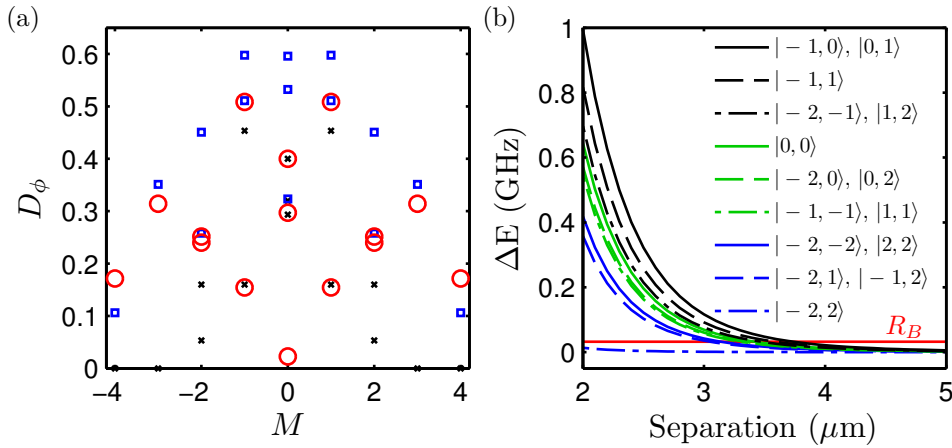 (a)
0.6
0.5
0.4
0.3
0.2
0.1
0
D_ϕ
−4 −2 0 2 4
M
(b)
1
0.8
0.6
0.4
0.2
0
ΔE (GHz)
2 3 4 5
Separation (μm)
| − 1, 0⟩, |0, 1⟩
| − 1, 1⟩
| − 2, −1⟩, |1, 2⟩
|0, 0⟩
| − 2, 0⟩, |0, 2⟩
| − 1, −1⟩, |1, 1⟩
| − 2, −2⟩, |2, 2⟩
| − 2, 1⟩, | − 1, 2⟩
| − 2, 2⟩
R_B